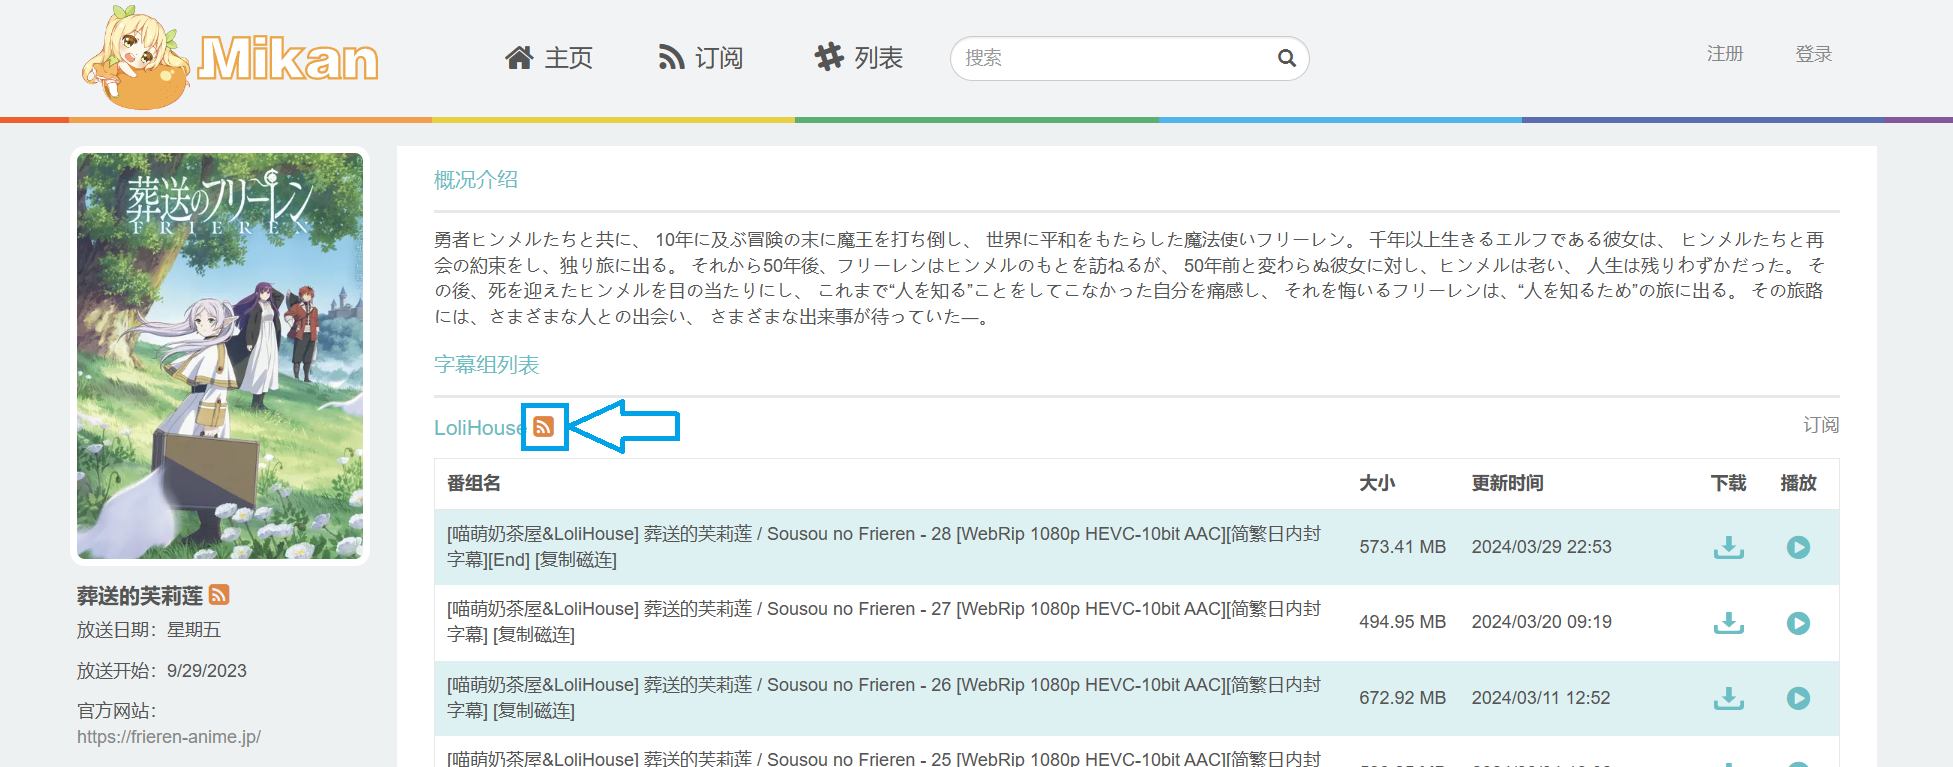 Mikan
主页
订阅
列表
搜索
注册
登录
葬送のフリーレン
FRIEREN
葬送的芙莉莲
放送日期：星期五
放送开始：9/29/2023
官方网站：
https://frieren-anime.jp/
概况介绍
勇者ヒンメルたちと共に、 10年に及ぶ冒険の末に魔王を打ち倒し、 世界に平和をもたらした魔法使いフリーレン。 千年以上生きるエルフである彼女は、 ヒンメルたちと再
会の約束をし、独り旅に出る。 それから50年後、フリーレンはヒンメルのもとを訪ねるが、 50年前と変わらぬ彼女に対し、ヒンメルは老い、 人生は残りわずかだった。 そ
の後、死を迎えたヒンメルを目の当たりにし、 これまで“人を知る”ことをしてこなかった自分を痛感し、 それを悔いるフリーレンは、“人を知るため”の旅に出る。 その旅路
には、さまざまな人との出会い、 さまざまな出来事が待っていた―。
字幕组列表
LoliHouse
订阅
番组名 大小 更新时间 下载 播放
[喵萌奶茶屋&LoliHouse] 葬送的芙莉莲 / Sousou no Frieren - 28 [WebRip 1080p HEVC-10bit AAC][简繁日内封
字幕][End] [复制磁连]
573.41 MB
2024/03/29 22:53
[喵萌奶茶屋&LoliHouse] 葬送的芙莉莲 / Sousou no Frieren - 27 [WebRip 1080p HEVC-10bit AAC][简繁日内封
字幕] [复制磁连]
494.95 MB
2024/03/20 09:19
[喵萌奶茶屋&LoliHouse] 葬送的芙莉莲 / Sousou no Frieren - 26 [WebRip 1080p HEVC-10bit AAC][简繁日内封
字幕] [复制磁连]
672.92 MB
2024/03/11 12:52
[喵萌奶茶屋&LoliHouse] 葬送的芙莉莲 / Sousou no Frieren - 25 [WebRip 1080p HEVC-10bit AAC][简繁日内封